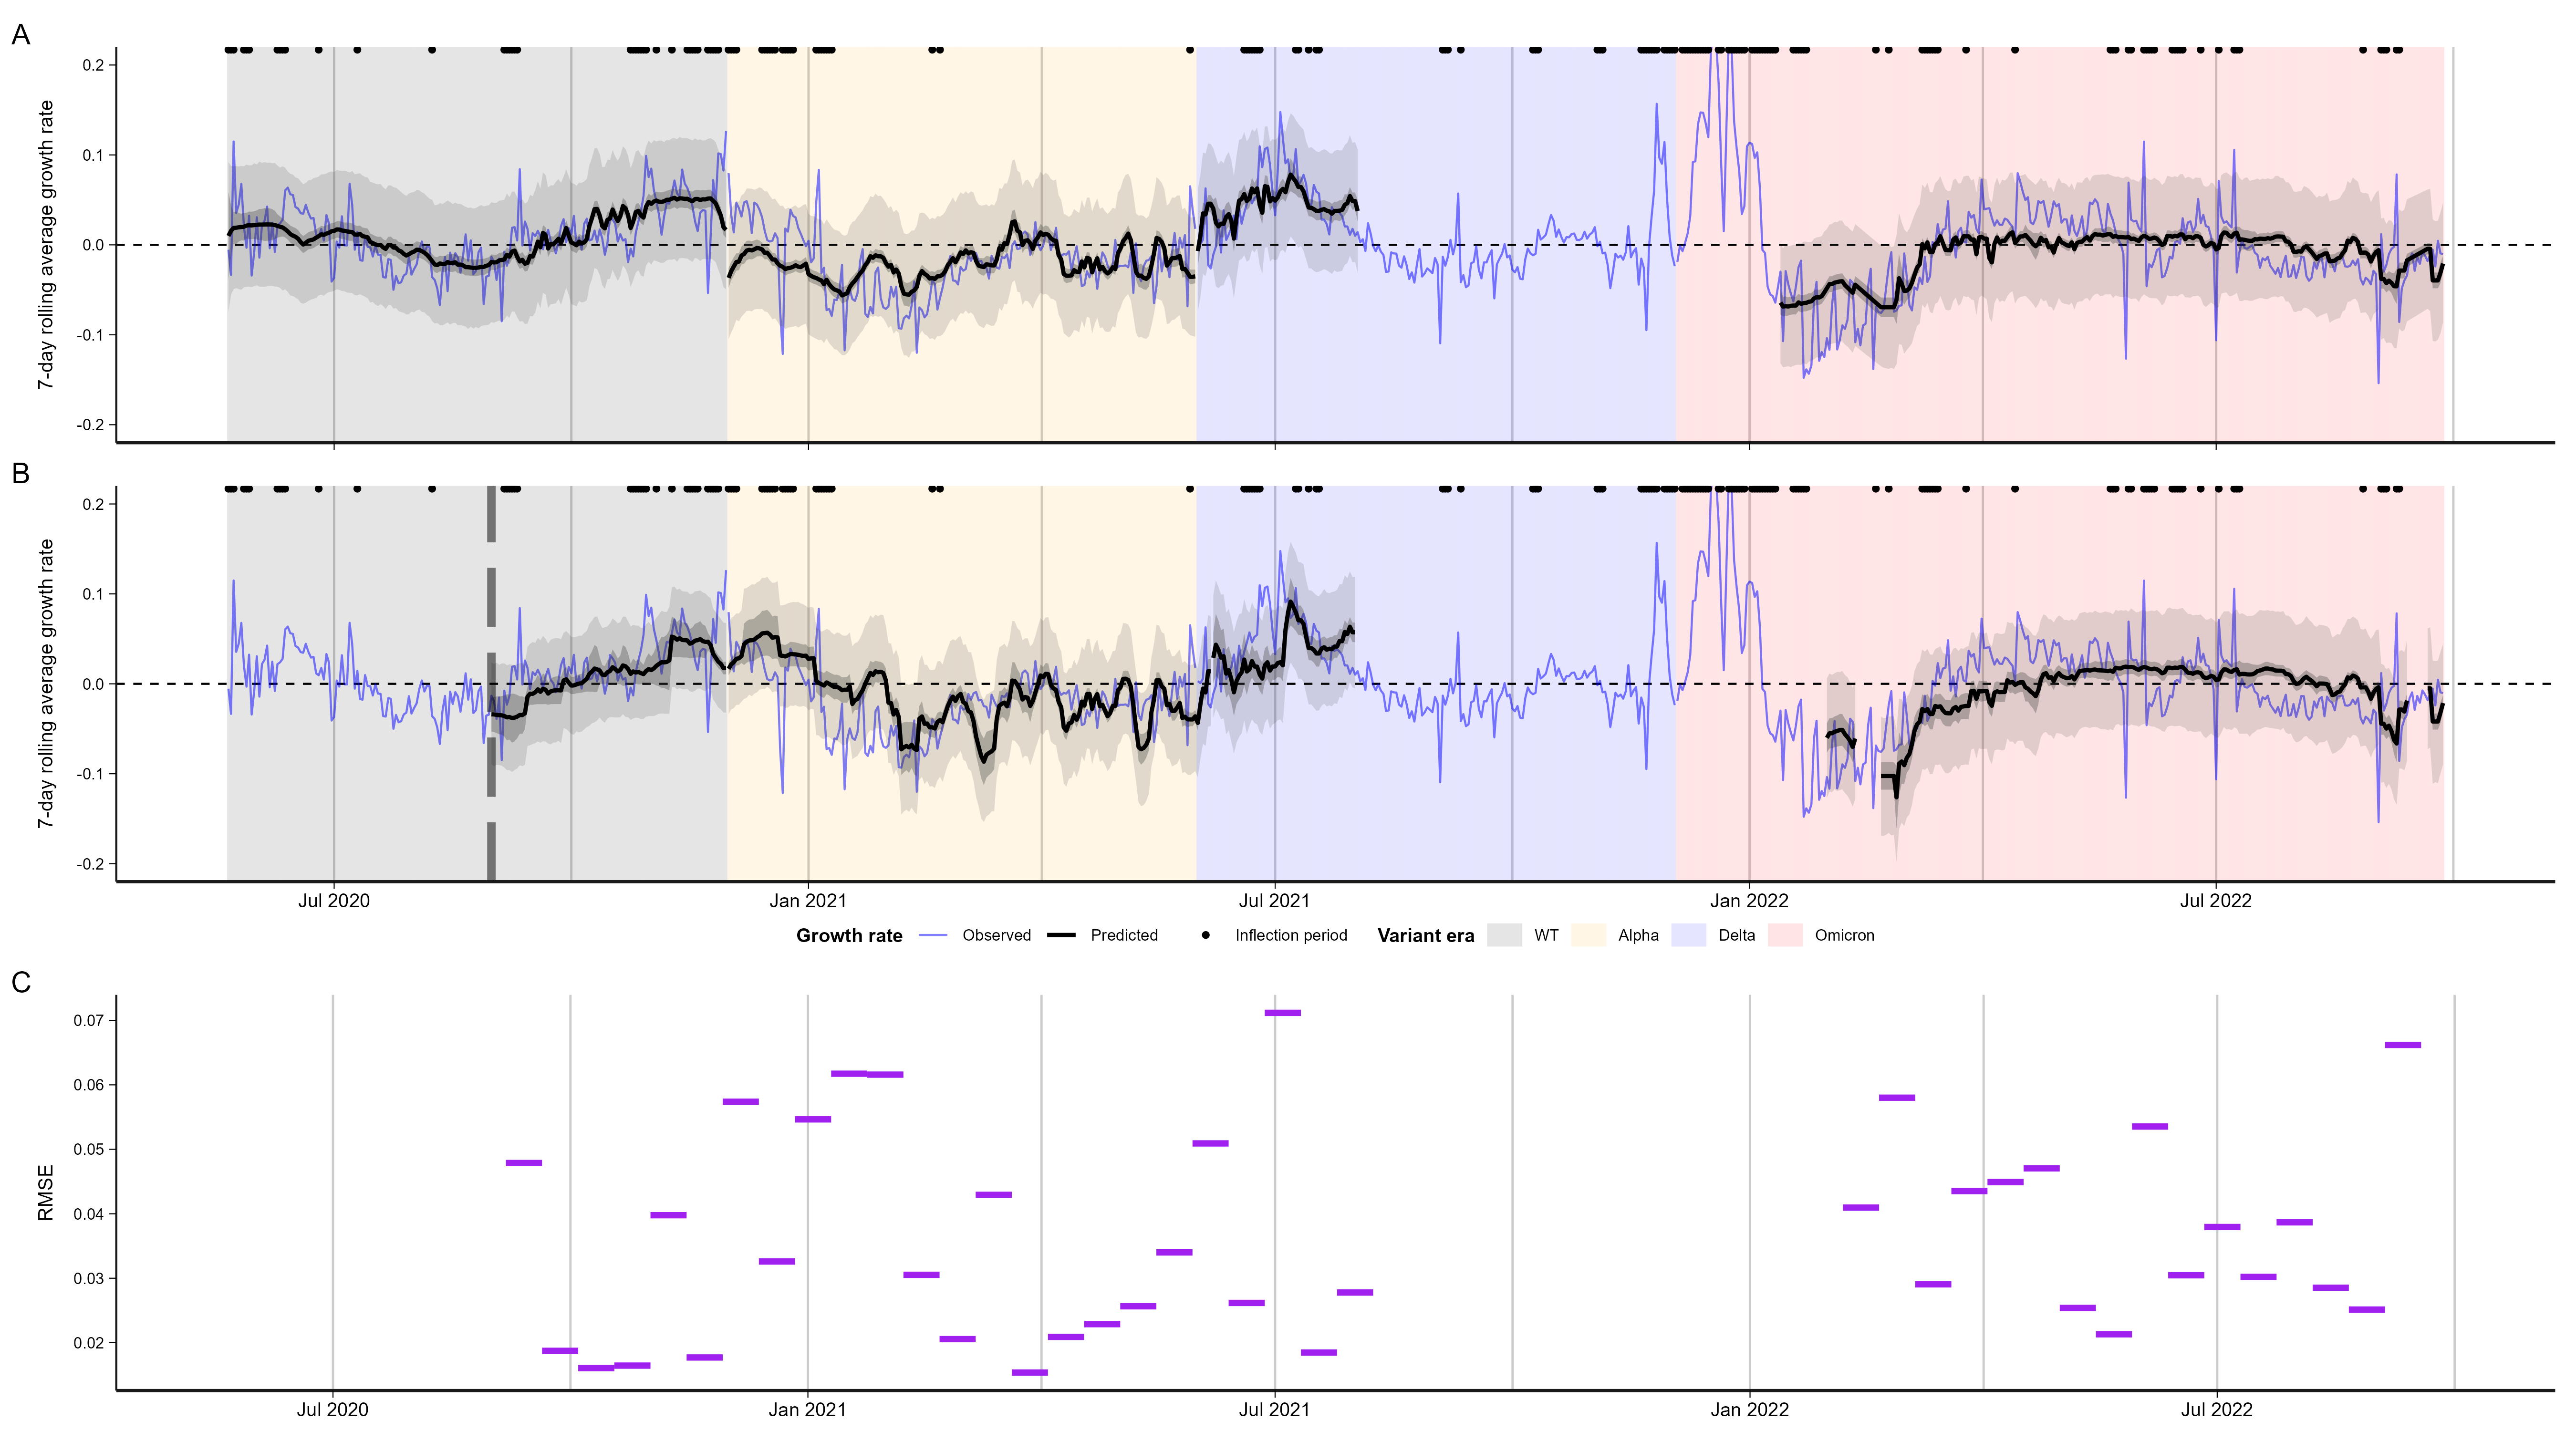 A
7-day rolling average growth rate
0.2
0.1
0.0
-0.1
-0.2
B
7-day rolling average growth rate
0.2
0.1
0.0
-0.1
-0.2
Jul 2020 Jan 2021 Jul 2021 Jan 2022 Jul 2022
Growth rate Observed Predicted Inflection period Variant era WT Alpha Delta Omicron
C
RMSE
0.07
0.06
0.05
0.04
0.03
0.02
Jul 2020 Jan 2021 Jul 2021 Jan 2022 Jul 2022